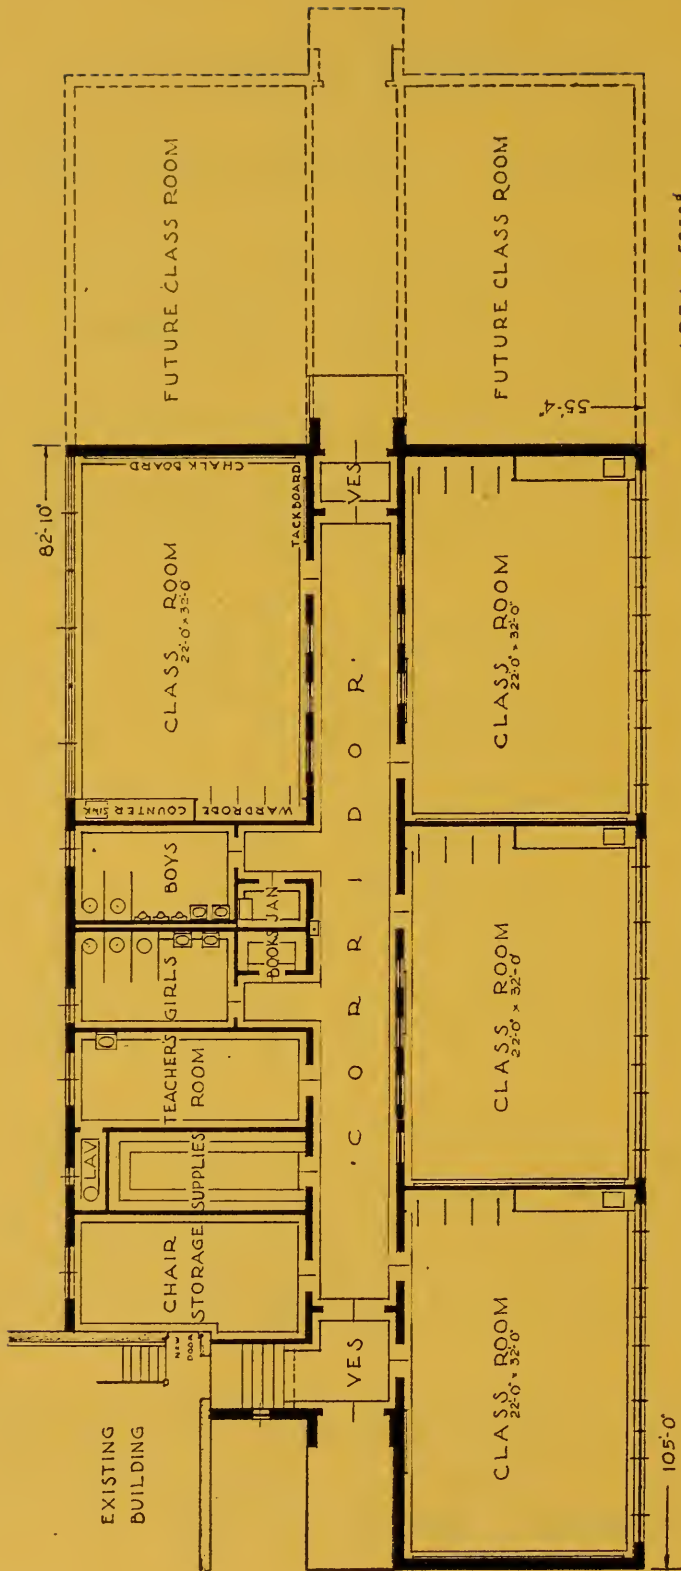 FUTURE CLASS ROOM
FUTURE CLASS ROOM
82'-10"
55'-4"
CHALK BOARD
TACKBOARD
CLASS ROOM
22'-0" × 32'-0"
SINK
COUNTER
WARDROBE
VES
CLASS ROOM
22'-0" × 32'-0"
BOYS
JAN
BOOKS
GIRLS
TEACHER'S
ROOM
LAV
SUPPLIES
CHAIR
STORAGE
• CORRIDOR •
CLASS ROOM
22'-0" × 32'-0"
NEW
DOOR
VES
EXISTING
BUILDING
CLASS ROOM
22'-0" × 32'-0"
105'-0"